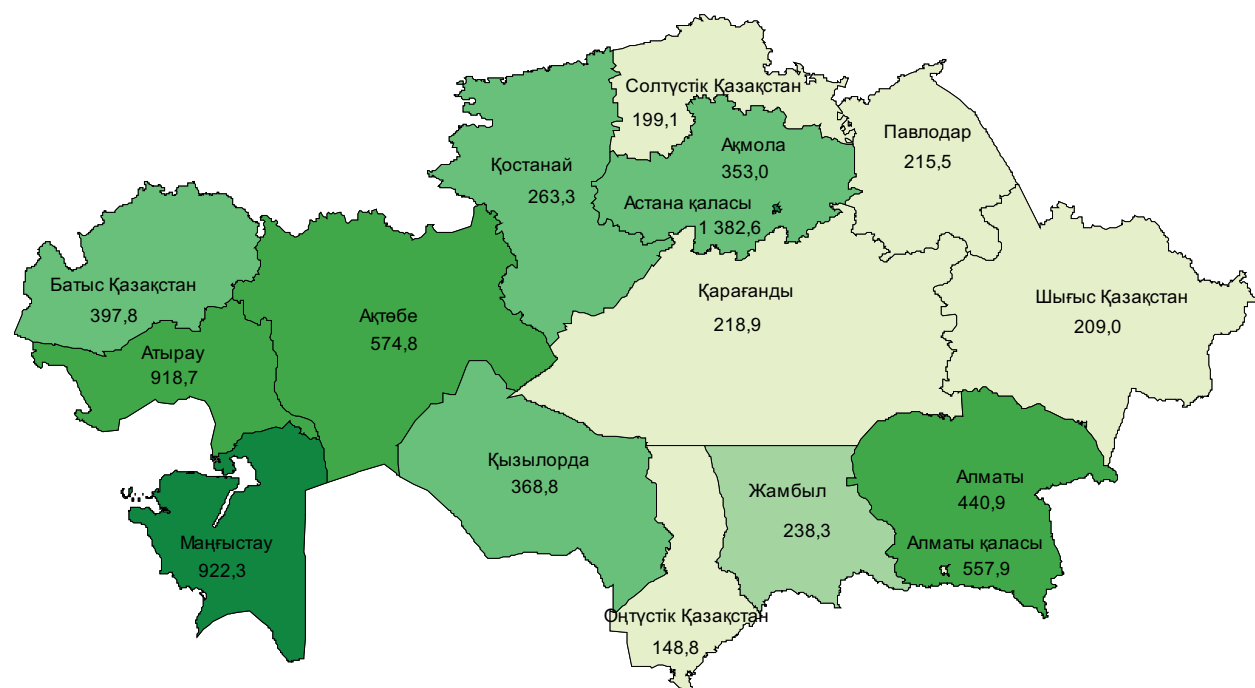 Солтүстік Қазақстан
199,1
Павлодар
215,5
Ақмола
353,0
Қостанай
263,3
Астана қаласы
1 382,6
Батыс Қазақстан
397,8
Ақтөбе
574,8
Қарағанды
218,9
Шығыс Қазақстан
209,0
Атырау
918,7
Қызылорда
368,8
Жамбыл
238,3
Алматы
440,9
Маңғыстау
922,3
Алматы қаласы
557,9
Оңтүстік Қазақстан
148,8